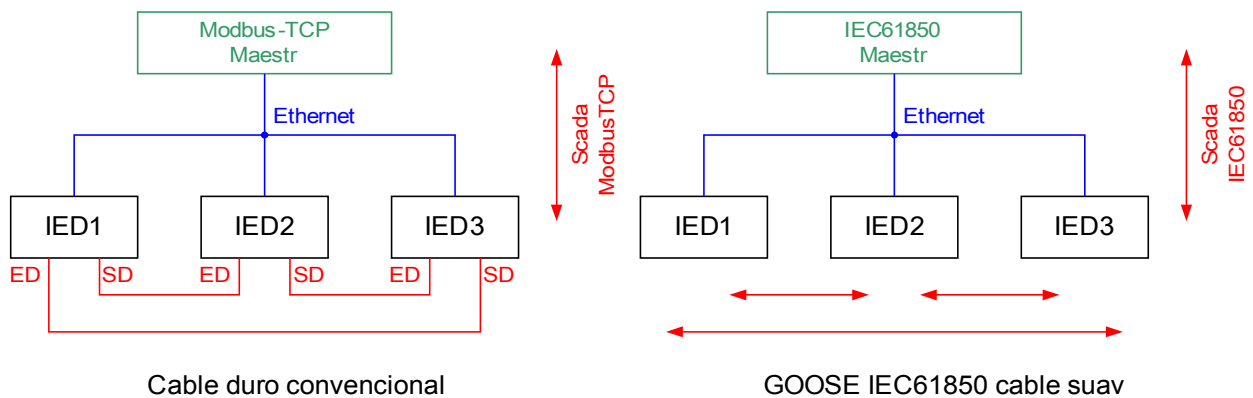 Modbus-TCP
Maestr
Ethernet
Scada
ModbusTCP
IED1
IED2
IED3
ED
SD
ED
SD
ED
SD
Cable duro convencional
IEC61850
Maestr
Ethernet
Scada
IEC61850
IED1
IED2
IED3
GOOSE IEC61850 cable suav